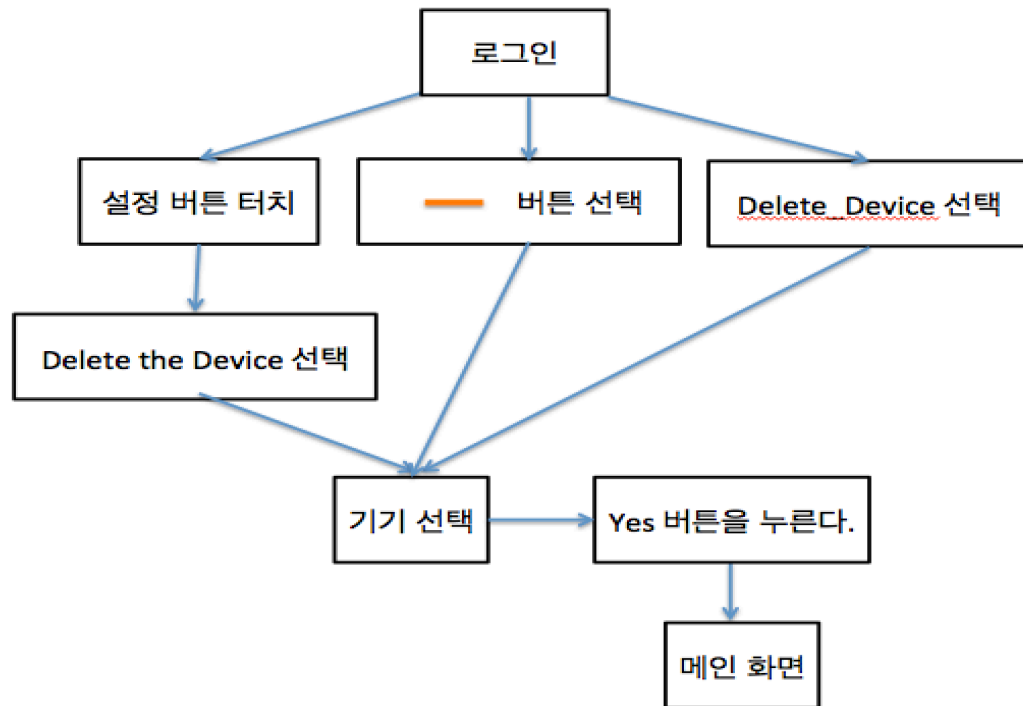 로그인
설정 버튼 터치
버튼 선택
Delete_Device 선택
Delete the Device 선택
기기 선택
Yes 버튼을 누른다.
메인 화면